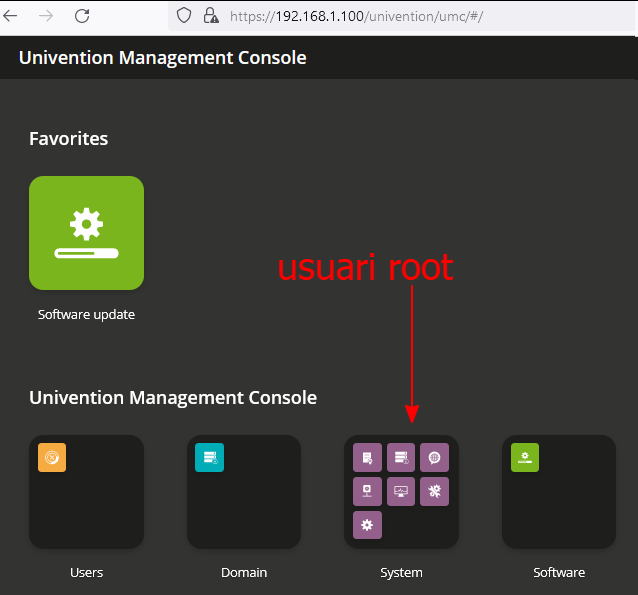 https://192.168.1.100/univention/umc/#/
Univention Management Console
Favorites
Software update
usuari root
Univention Management Console
Users
Domain
System
Software